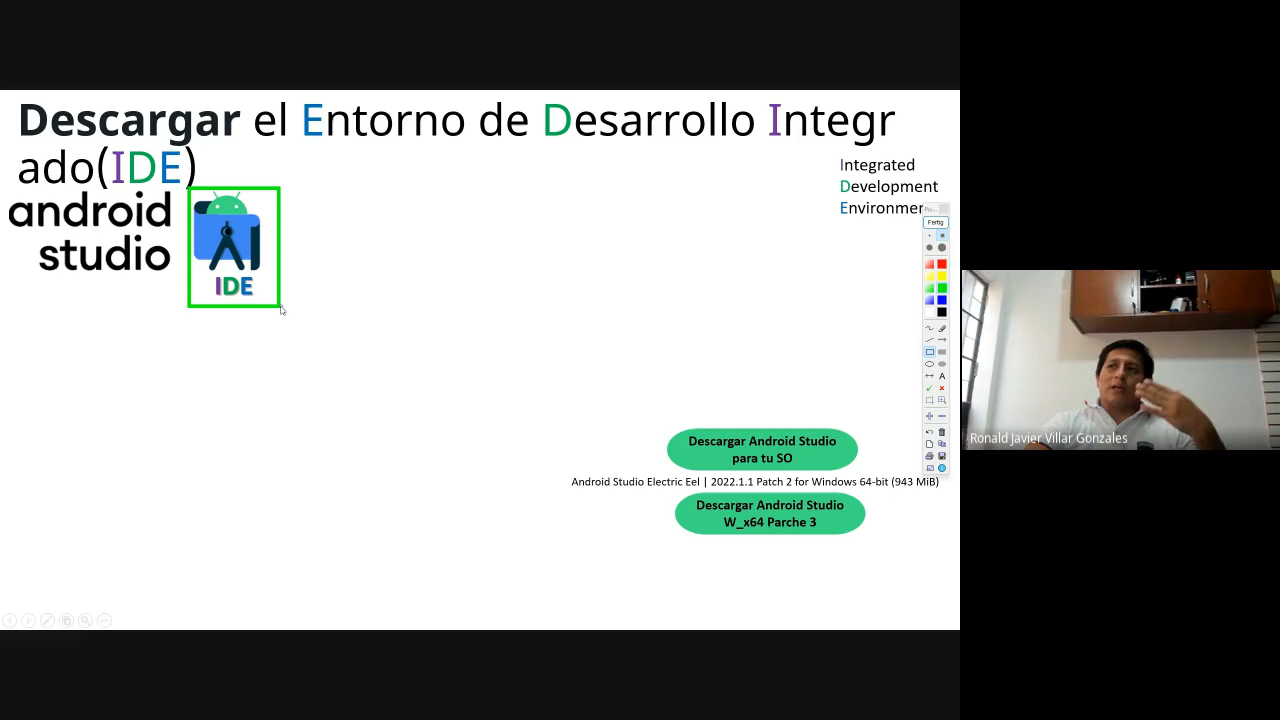 Descargar el Entorno de Desarrollo Integr
ado(IDE)
Integrated
Development
Environmen
android
studio
IDE
Fertig
A
Descargar Android Studio
para tu SO
Android Studio Electric Eel | 2022.1.1 Patch 2 for Windows 64-bit (943 MiB)
Descargar Android Studio
W_x64 Parche 3
Ronald Javier Villar Gonzales